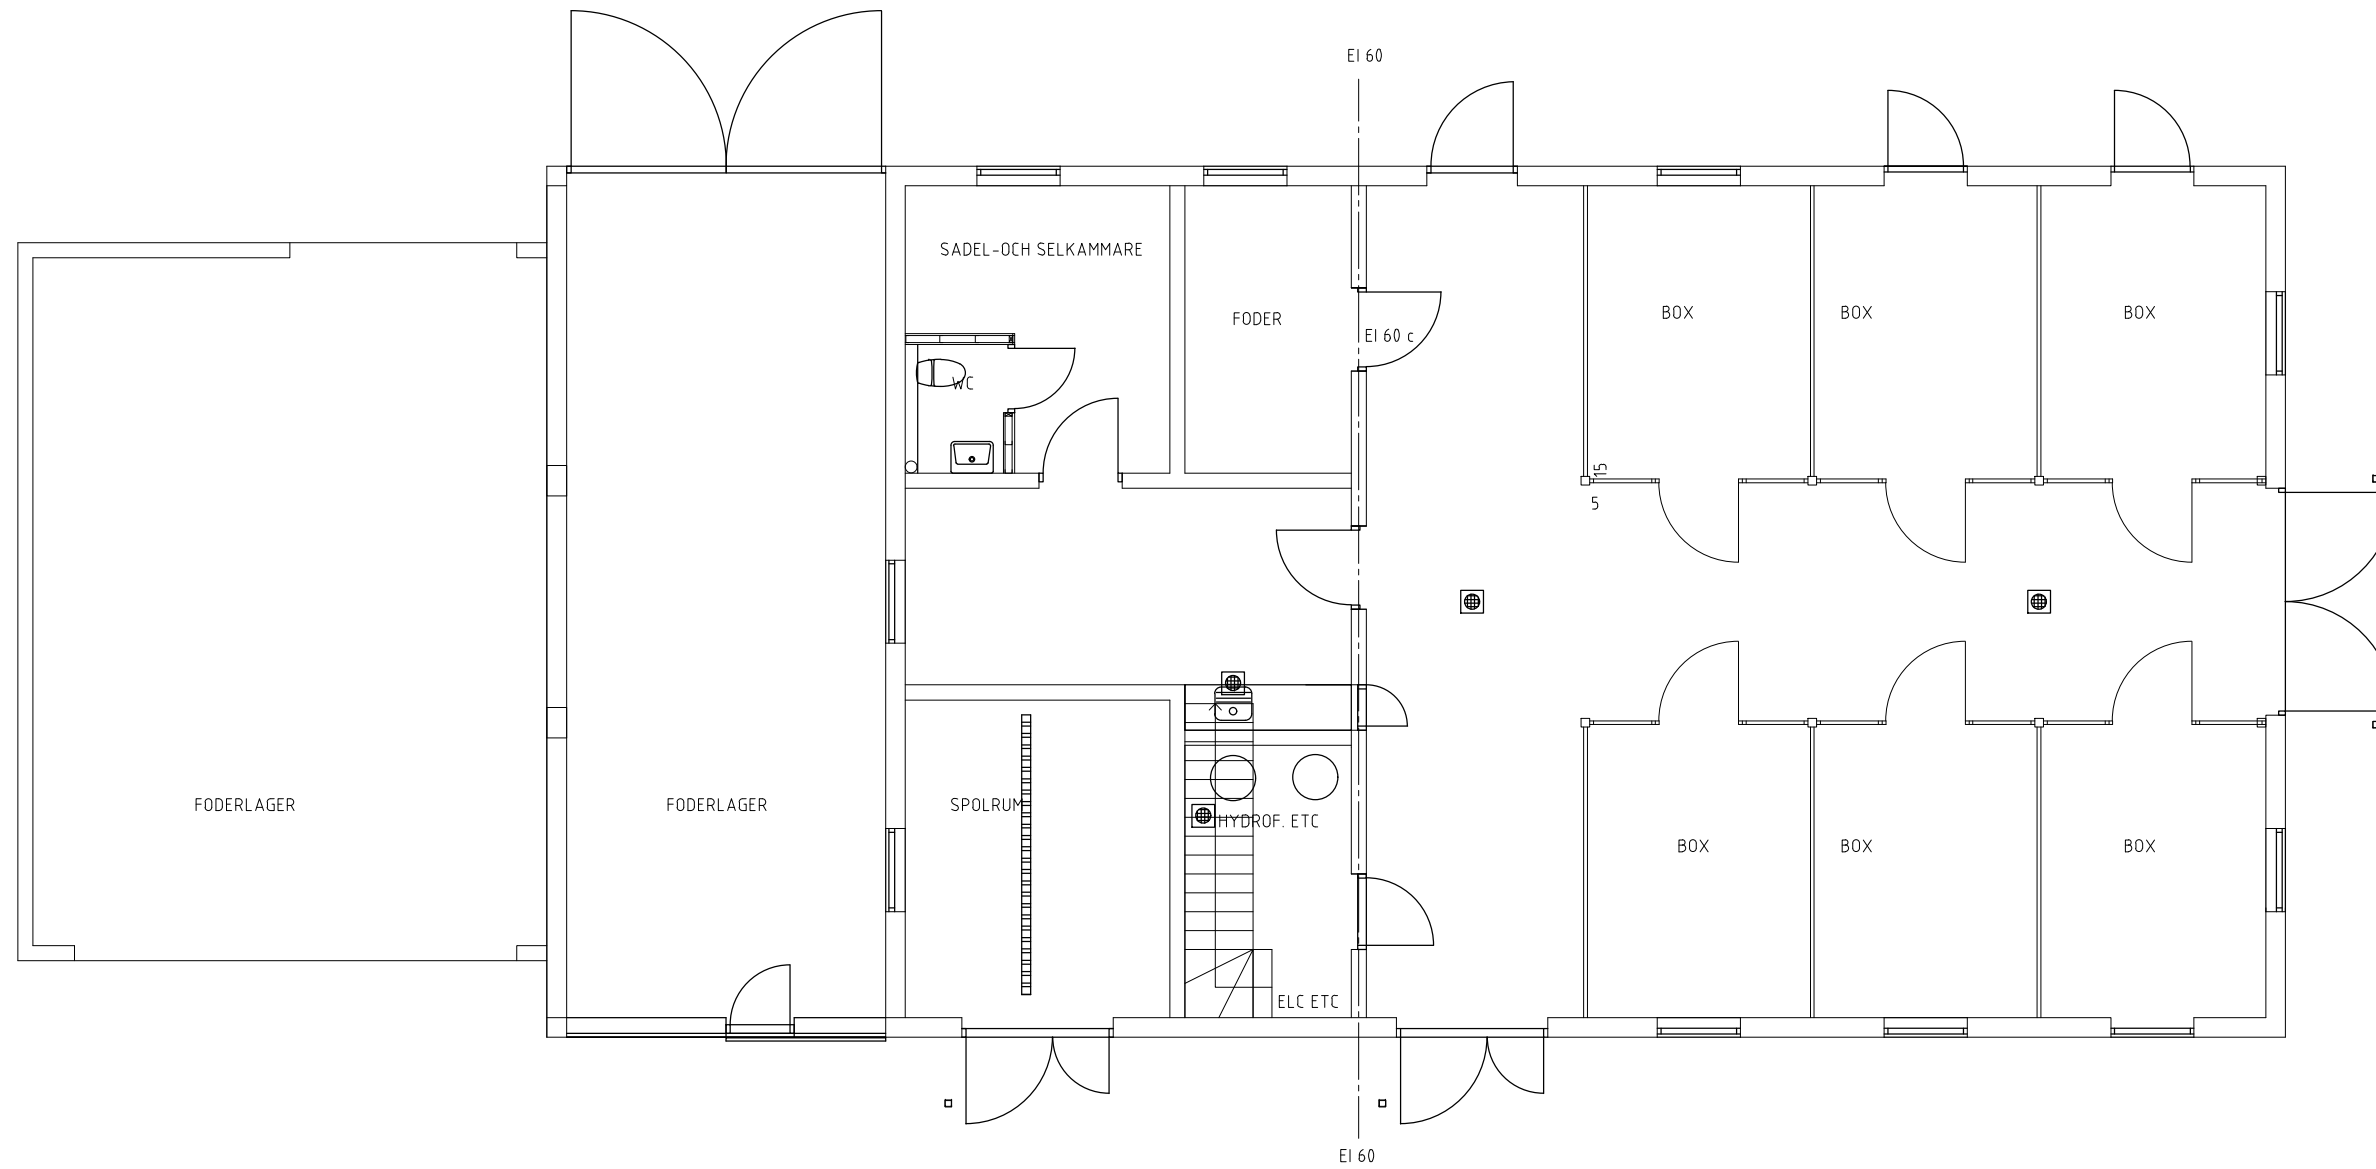 EI 60
SADEL-OCH SELKAMMARE
BOX
BOX
BOX
FODER
EI 60 c
WC
15
5
FODERLAGER
FODERLAGER
SPOLRUM
HYDROF. ETC
BOX
BOX
BOX
ELC ETC
EI 60